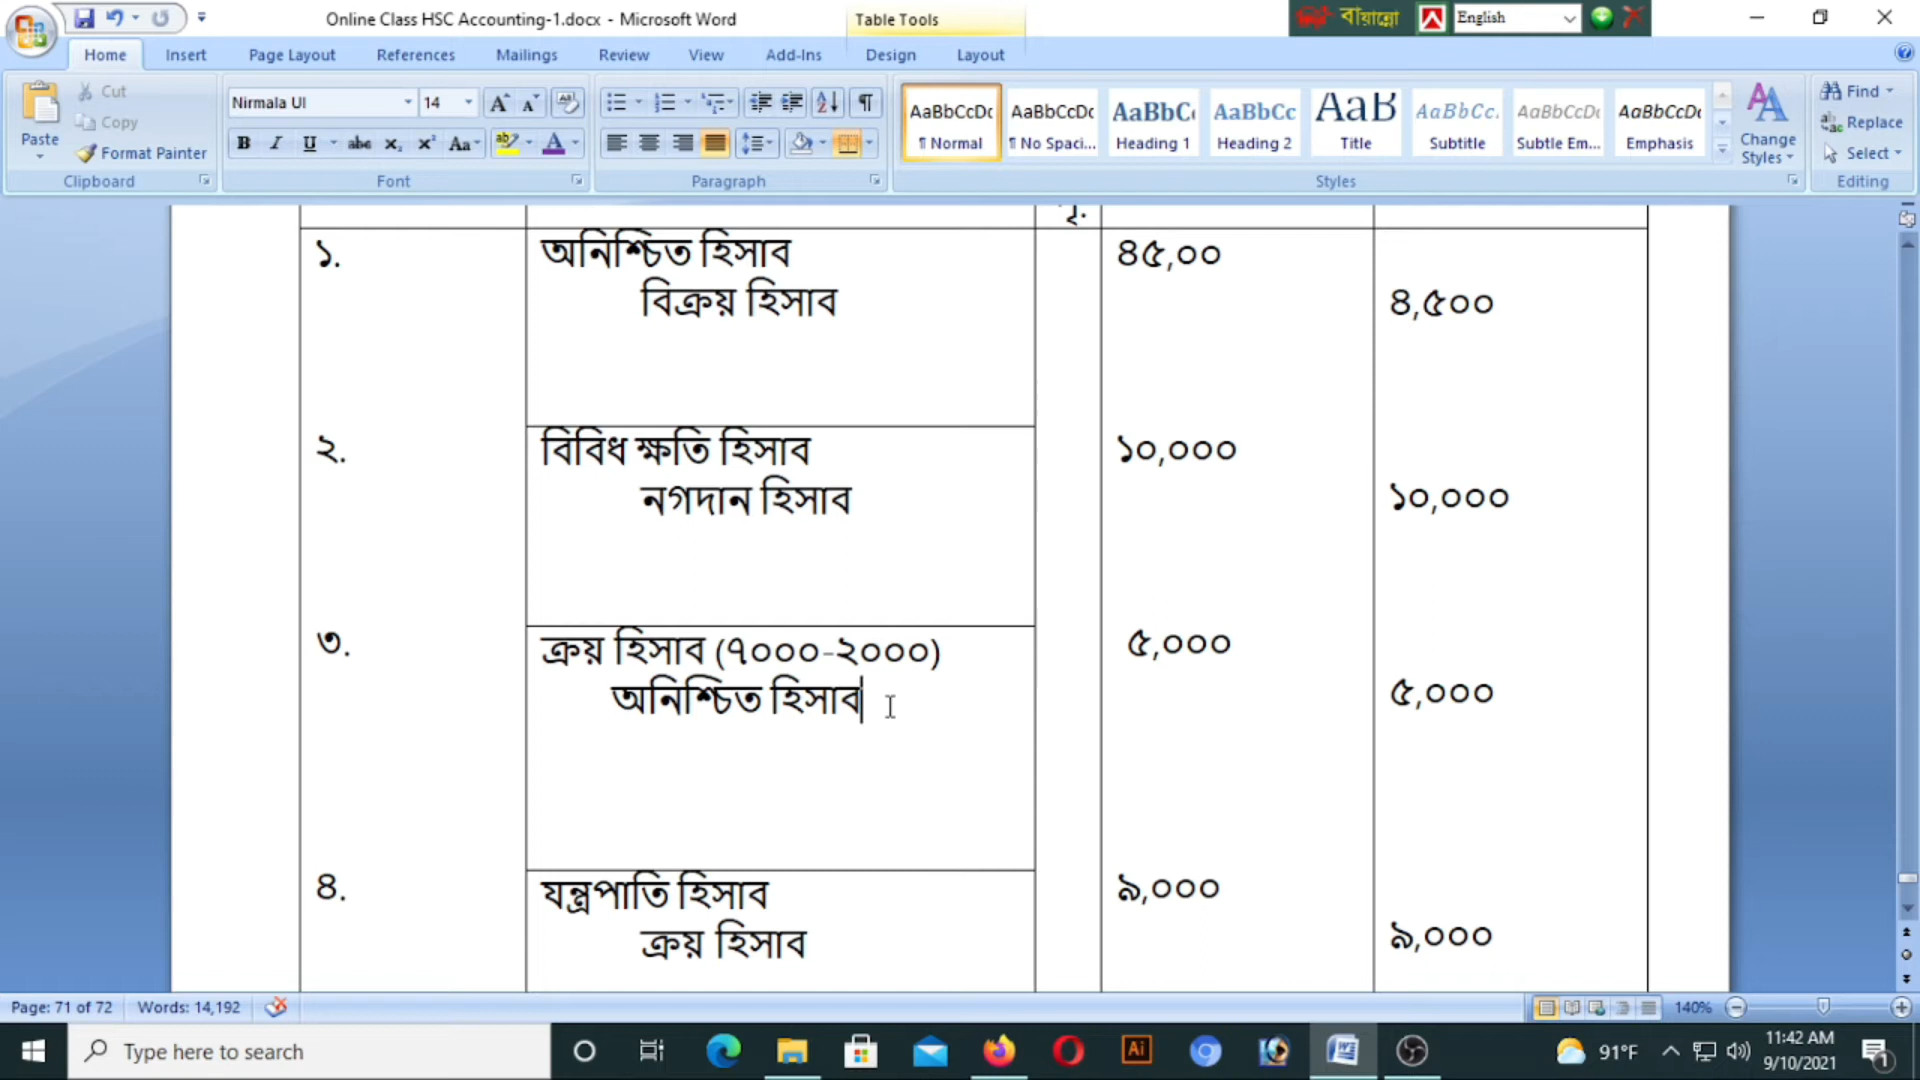 Online Class HSC Accounting-1.docx - Microsoft Word
Table Tools
বায়ান্নো
English
Home Insert Page Layout References Mailings Review View Add-Ins Design Layout
Paste
Cut
Copy
Format Painter
Clipboard
Nirmala UI
14
Font
Paragraph
AaBbCcDc AaBbCcDc AaBbC AaBbCc AaB AaBbCc. AaBbCcDc AaBbCcDc
¶ Normal ¶ No Spaci... Heading 1 Heading 2 Title Subtitle Subtle Em... Emphasis
Change Styles
Styles
Find
Replace
Select
Editing
পৃ.
১. অনিশ্চিত হিসাব ৪৫,০০
বিক্রয় হিসাব ৪,৫০০
২. বিবিধ ক্ষতি হিসাব ১০,০০০
নগদান হিসাব ১০,০০০
৩. ক্রয় হিসাব (৭০০০-২০০০) ৫,০০০
অনিশ্চিত হিসাব ৫,০০০
৪. যন্ত্রপাতি হিসাব ৯,০০০
ক্রয় হিসাব ৯,০০০
Page: 71 of 72 Words: 14,192
140%
Type here to search
91°F
11:42 AM
9/10/2021